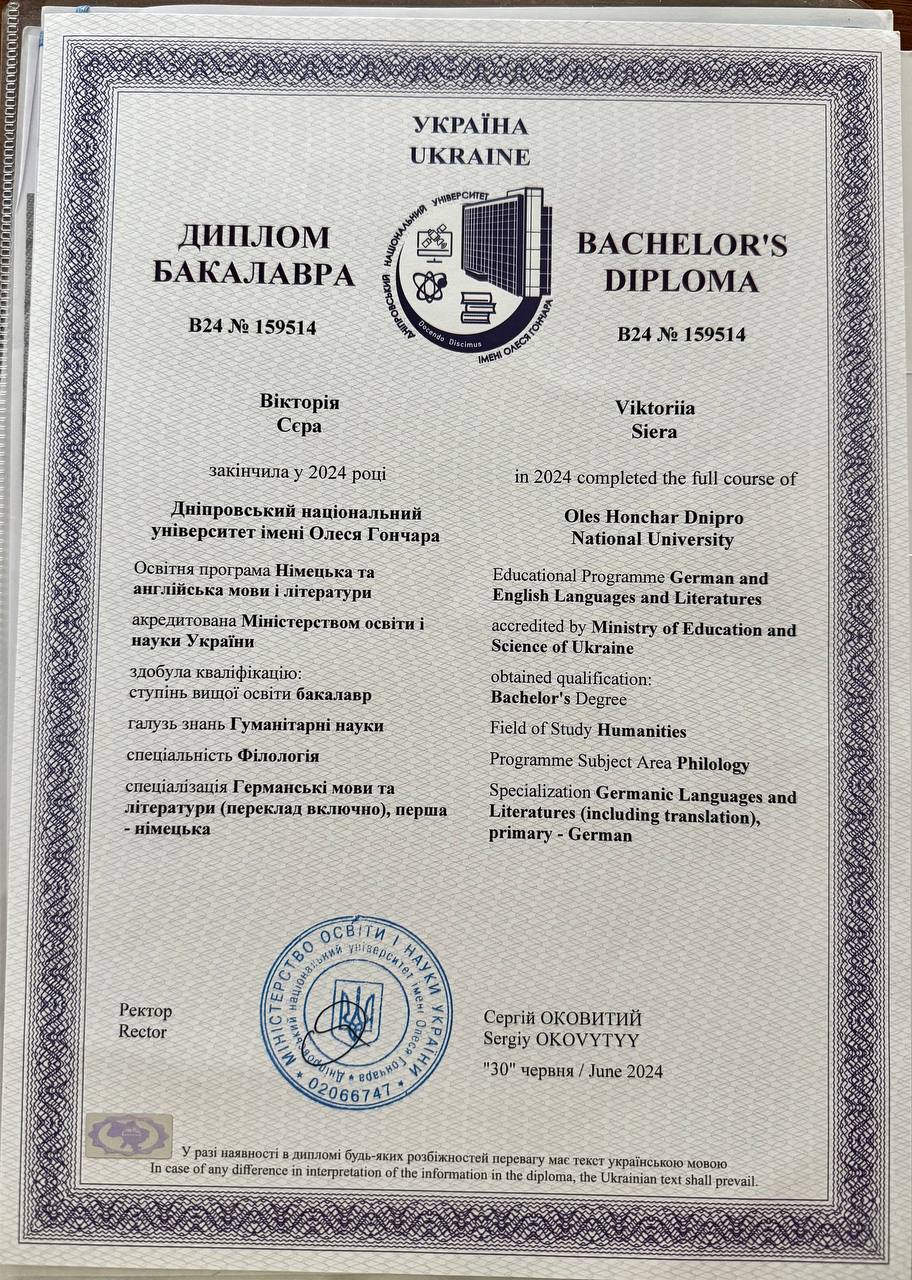 УКРАЇНА
UKRAINE
ДИПЛОМ
БАКАЛАВРА
В24 № 159514
ДНІПРОВСЬКИЙ НАЦІОНАЛЬНИЙ УНІВЕРСИТЕТ
ІМЕНІ ОЛЕСЯ ГОНЧАРА
Docendo Discimus
BACHELOR'S
DIPLOMA
B24 № 159514
Вікторія
Сєра
закінчила у 2024 році
Дніпровський національний
університет імені Олеся Гончара
Освітня програма Німецька та
англійська мови і літератури
акредитована Міністерством освіти і
науки України
здобула кваліфікацію:
ступінь вищої освіти бакалавр
галузь знань Гуманітарні науки
спеціальність Філологія
спеціалізація Германські мови та
літератури (переклад включно), перша
- німецька
Viktoriia
Siera
in 2024 completed the full course of
Oles Honchar Dnipro
National University
Educational Programme German and
English Languages and Literatures
accredited by Ministry of Education and
Science of Ukraine
obtained qualification:
Bachelor's Degree
Field of Study Humanities
Programme Subject Area Philology
Specialization Germanic Languages and
Literatures (including translation),
primary - German
Ректор
Rector
МІНІСТЕРСТВО ОСВІТИ І НАУКИ УКРАЇНИ
Дніпровський національний університет імені Олеся Гончара
02066747
Сергій ОКОВИТИЙ
Sergiy OKOVYTYY
"30" червня / June 2024
У разі наявності в дипломі будь-яких розбіжностей перевагу має текст українською мовою
In case of any difference in interpretation of the information in the diploma, the Ukrainian text shall prevail.